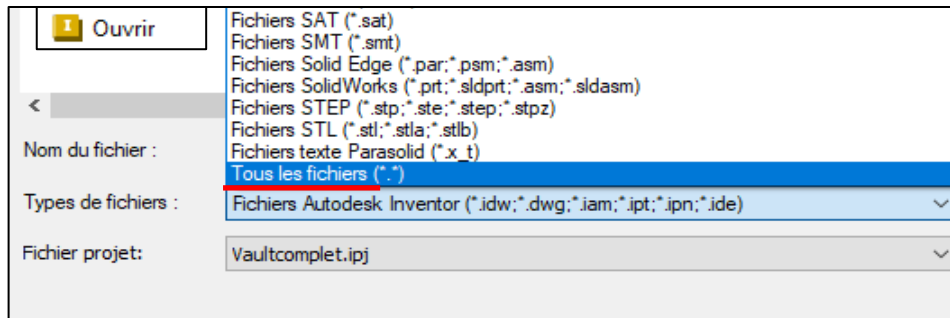 Ouvrir
Fichiers SAT (*.sat)
Fichiers SMT (*.smt)
Fichiers Solid Edge (*.par;*.psm;*.asm)
Fichiers SolidWorks (*.prt;*.sldprt;*.asm;*.sldasm)
Fichiers STEP (*.stp;*.ste;*.step;*.stpz)
Fichiers STL (*.stl;*.stla;*.stlb)
Fichiers texte Parasolid (*.x_t)
Tous les fichiers (*.*)
Nom du fichier :
Types de fichiers : Fichiers Autodesk Inventor (*.idw;*.dwg;*.iam;*.ipt;*.ipn;*.ide)
Fichier projet: Vaultcomplet.ipj